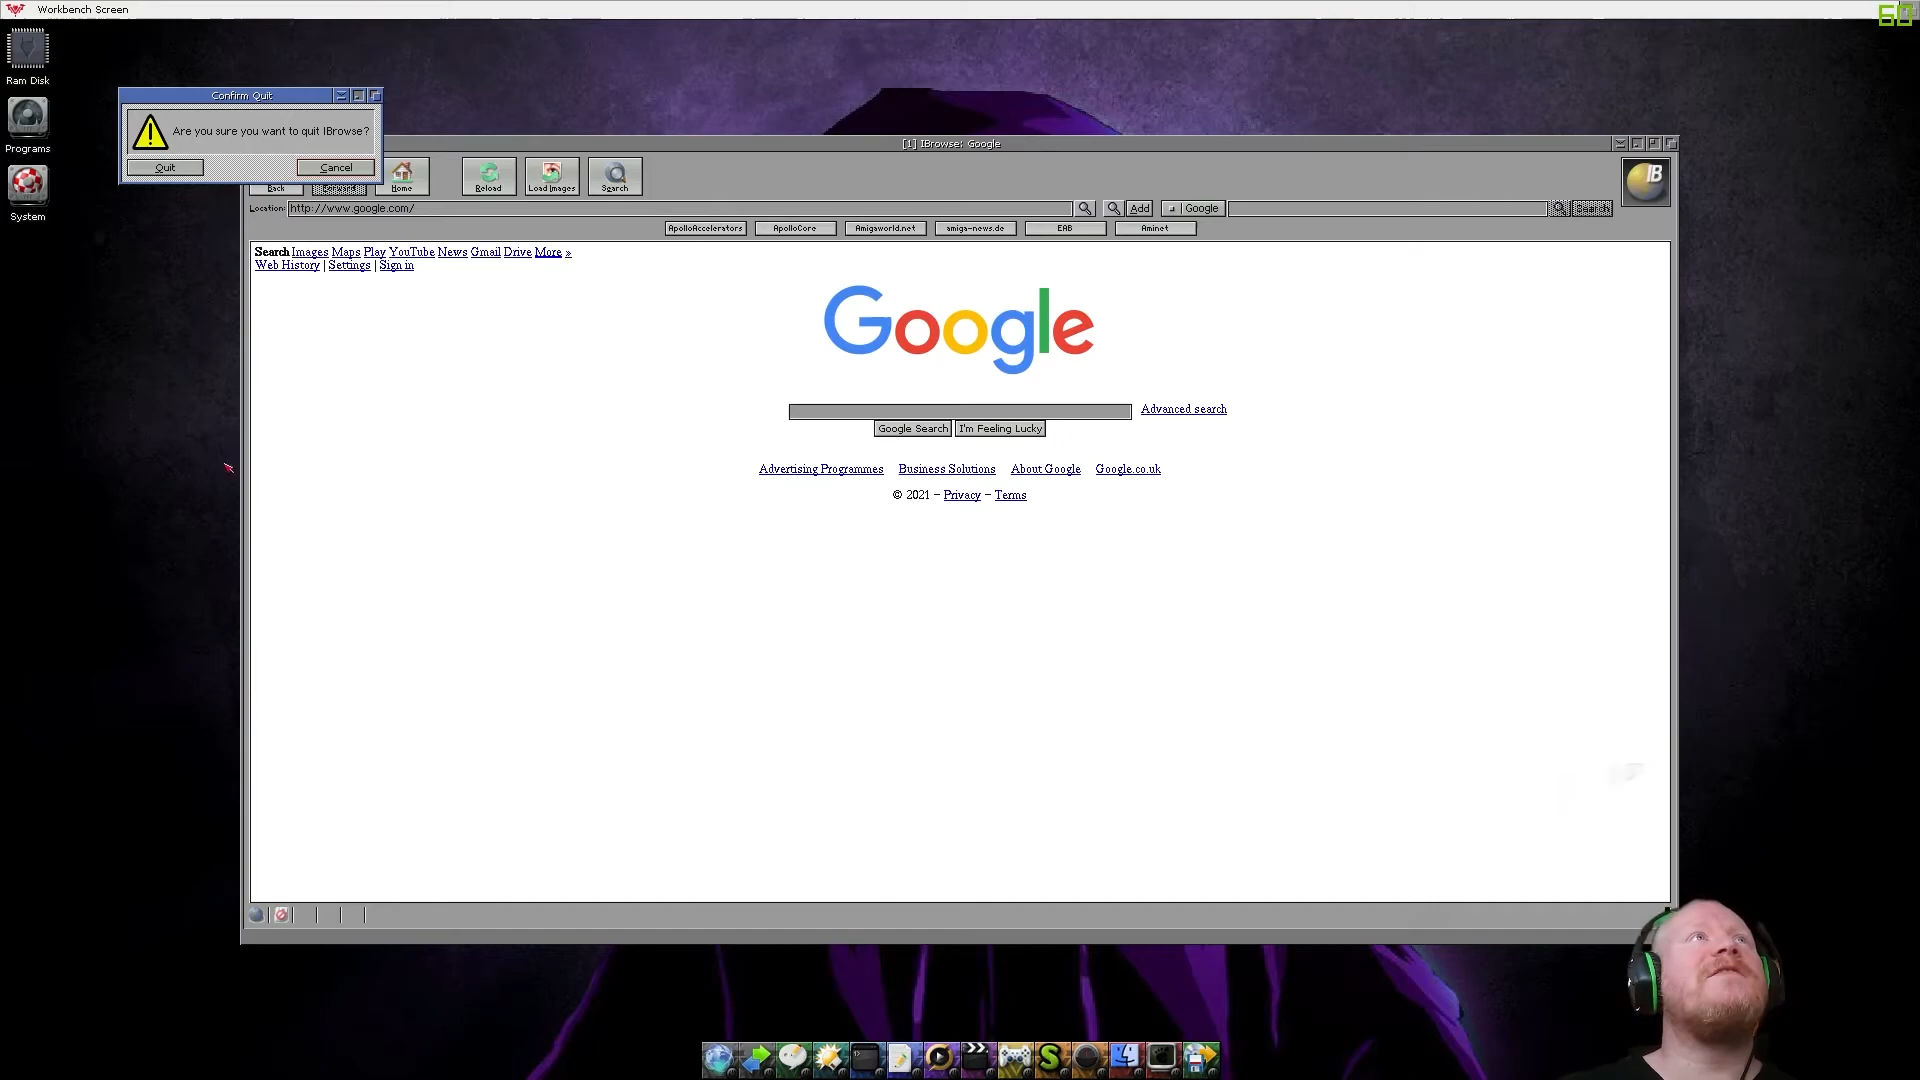 Workbench Screen
60
Ram Disk
Programs
System
Confirm Quit
Are you sure you want to quit IBrowse?
Quit
Cancel
[1] IBrowse: Google
Back
Forward
Home
Reload
Load Images
Search
IB
Location:
http://www.google.com/
Add
Google
Search
ApolloAccelerators
ApolloCore
Amigaworld.net
amiga-news.de
EAB
Aminet
Search Images Maps Play YouTube News Gmail Drive More »
Web History | Settings | Sign in
Google
Advanced search
Google Search
I'm Feeling Lucky
Advertising Programmes
Business Solutions
About Google
Google.co.uk
© 2021 - Privacy - Terms
S